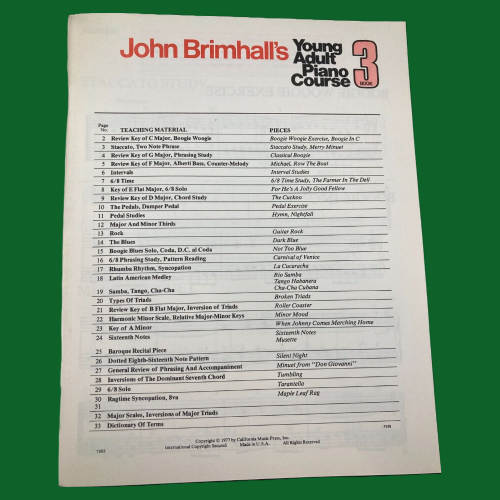 John Brimhall's Young Adult Piano Course BOOK 3
Page No. TEACHING MATERIAL PIECES
2 Review Key of C Major, Boogie Woogie Boogie Woogie Exercise, Boogie In C
3 Staccato, Two Note Phrase Staccato Study, Merry Minuet
4 Review Key of G Major, Phrasing Study Classical Boogie
5 Review Key of F Major, Alberti Bass, Counter-Melody Michael, Row The Boat
6 Intervals Interval Studies
7 6/8 Time 6/8 Time Study, The Farmer In The Dell
8 Key of E Flat Major, 6/8 Solo For He's A Jolly Good Fellow
9 Review Key of D Major, Chord Study The Cuckoo
10 The Pedals, Damper Pedal Pedal Exercise
11 Pedal Studies Hymn, Nightfall
12 Major And Minor Thirds
13 Rock Guitar Rock
14 The Blues Dark Blue
15 Boogie Blues Solo, Coda, D.C. al Coda Not Too Blue
16 6/8 Phrasing Study, Pattern Reading Carnival of Venice
17 Rhumba Rhythm, Syncopation La Cucaracha
18 Latin American Medley Rio Samba
Tango Habanera
19 Samba, Tango, Cha-Cha Cha-Cha Cubana
20 Types Of Triads Broken Triads
21 Review Key of B Flat Major, Inversion of Triads Roller Coaster
22 Harmonic Minor Scale, Relative Major-Minor Keys Minor Mood
23 Key of A Minor When Johnny Comes Marching Home
24 Sixteenth Notes Sixteenth Notes
Musette
25 Baroque Recital Piece
26 Dotted Eighth-Sixteenth Note Pattern Silent Night
27 General Review of Phrasing And Accompaniment Minuet from "Don Giovanni"
28 Inversions of The Dominant Seventh Chord Tumbling
29 6/8 Solo Tarantella
30 Ragtime Syncopation, 8va Maple Leaf Rag
31
32 Major Scales, Inversions of Major Triads
33 Dictionary Of Terms
Copyright © 1977 by California Music Press, Inc.
International Copyright Secured Made in U.S.A. All Rights Reserved